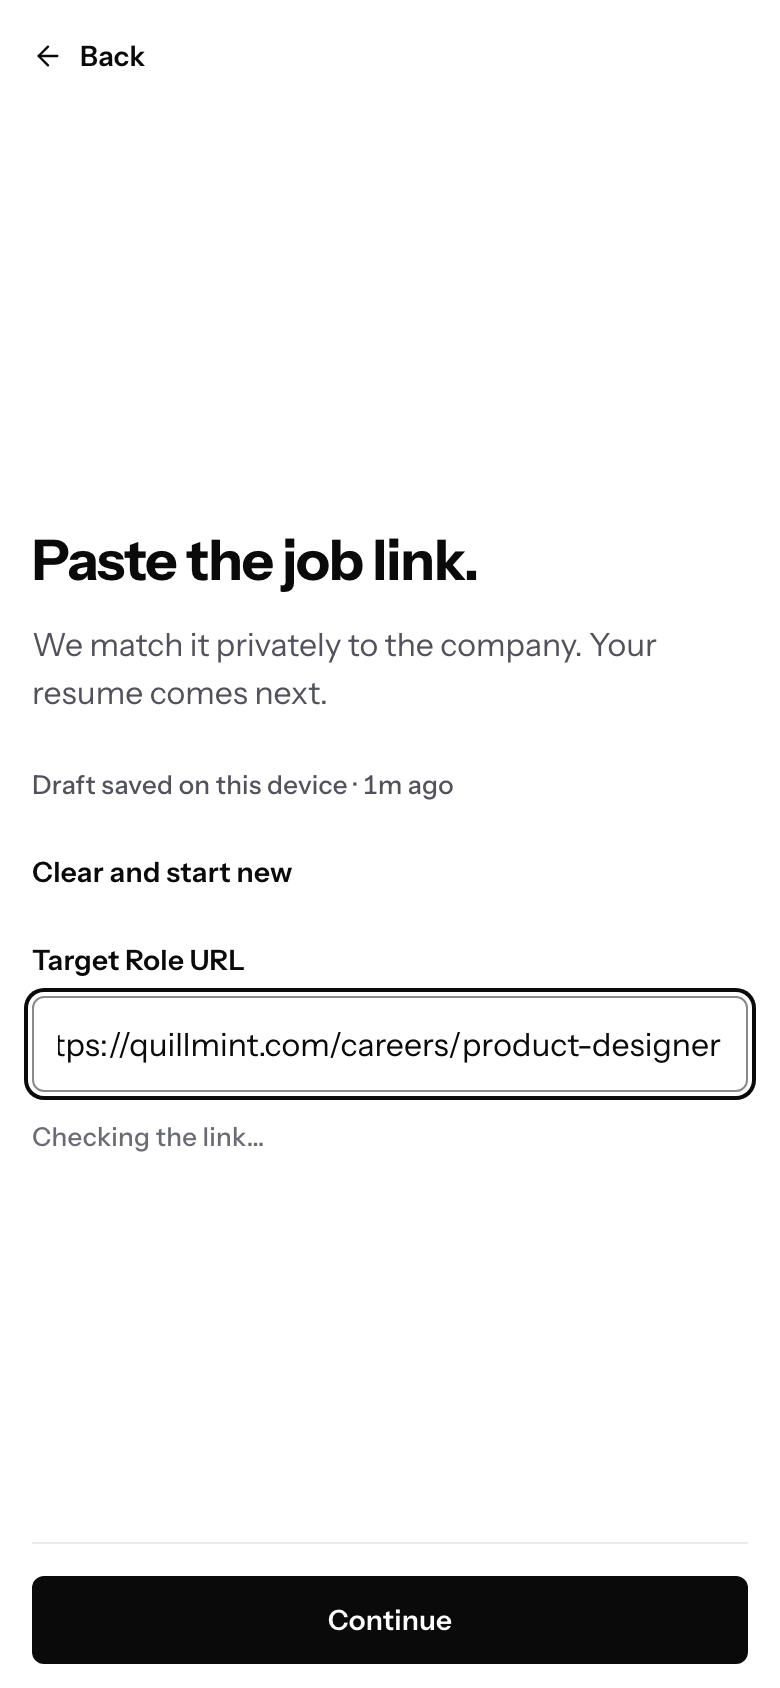 Back
Paste the job link.
We match it privately to the company. Your
resume comes next.
Draft saved on this device · 1m ago
Clear and start new
Target Role URL
tps://quillmint.com/careers/product-designer
Checking the link...
Continue